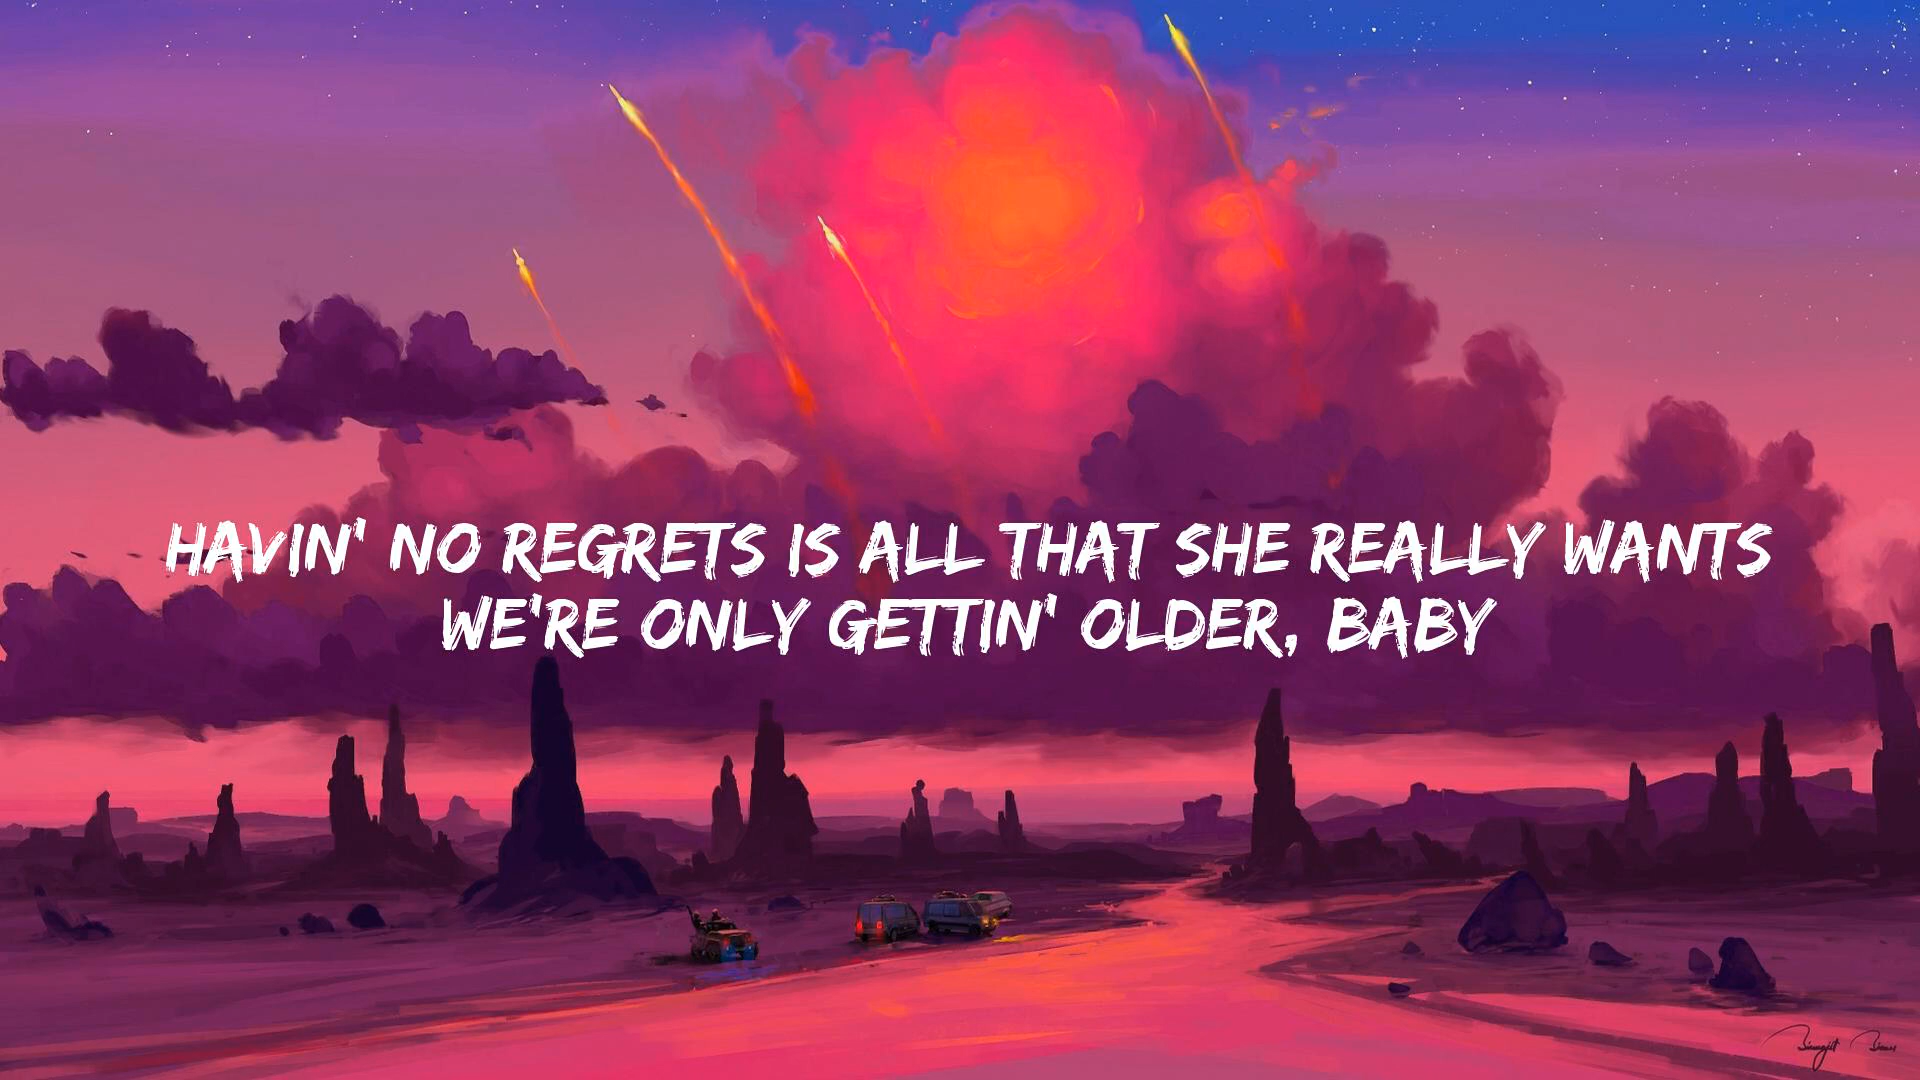 HAVIN' NO REGRETS IS ALL THAT SHE REALLY WANTS
WE'RE ONLY GETTIN' OLDER, BABY